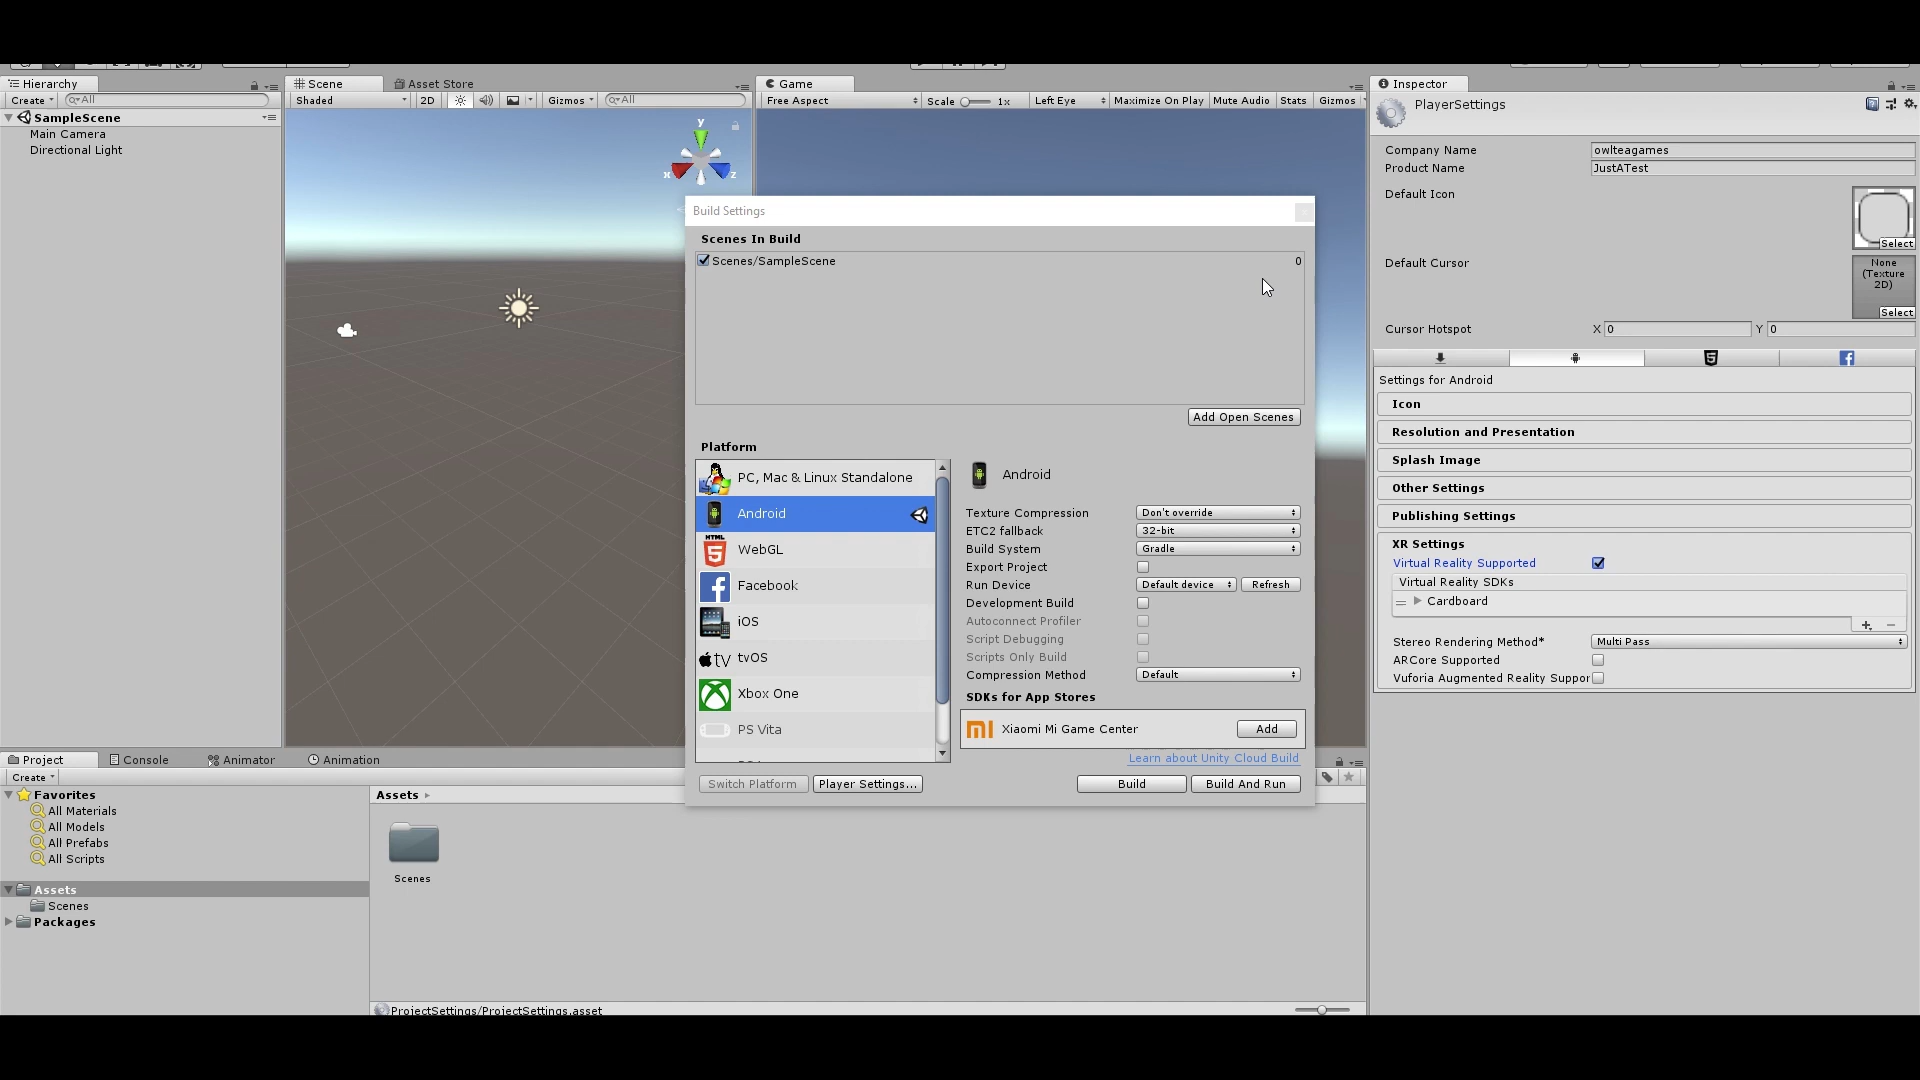 Hierarchy
Create
All
SampleScene
Main Camera
Directional Light
Scene
Asset Store
Shaded
2D
Gizmos
All
y
x
z
Game
Free Aspect
Scale
1x
Left Eye
Maximize On Play
Mute Audio
Stats
Gizmos
Build Settings
Scenes In Build
Scenes/SampleScene
0
Add Open Scenes
Platform
PC, Mac & Linux Standalone
Android
HTML
WebGL
Facebook
iOS
tv
tvOS
Xbox One
PS Vita
Android
Texture Compression
Don't override
ETC2 fallback
32-bit
Build System
Gradle
Export Project
Run Device
Default device
Refresh
Development Build
Autoconnect Profiler
Script Debugging
Scripts Only Build
Compression Method
Default
SDKs for App Stores
Xiaomi Mi Game Center
Add
Learn about Unity Cloud Build
Switch Platform
Player Settings...
Build
Build And Run
Inspector
PlayerSettings
Company Name
owlteagames
Product Name
JustATest
Default Icon
Select
Default Cursor
None
(Texture
2D)
Select
Cursor Hotspot
X
0
Y
0
Settings for Android
Icon
Resolution and Presentation
Splash Image
Other Settings
Publishing Settings
XR Settings
Virtual Reality Supported
Virtual Reality SDKs
Cardboard
Stereo Rendering Method*
Multi Pass
ARCore Supported
Vuforia Augmented Reality Suppor
Project
Console
Animator
Animation
Create
Favorites
All Materials
All Models
All Prefabs
All Scripts
Assets
Scenes
Packages
Assets
Scenes
ProjectSettings/ProjectSettings.asset